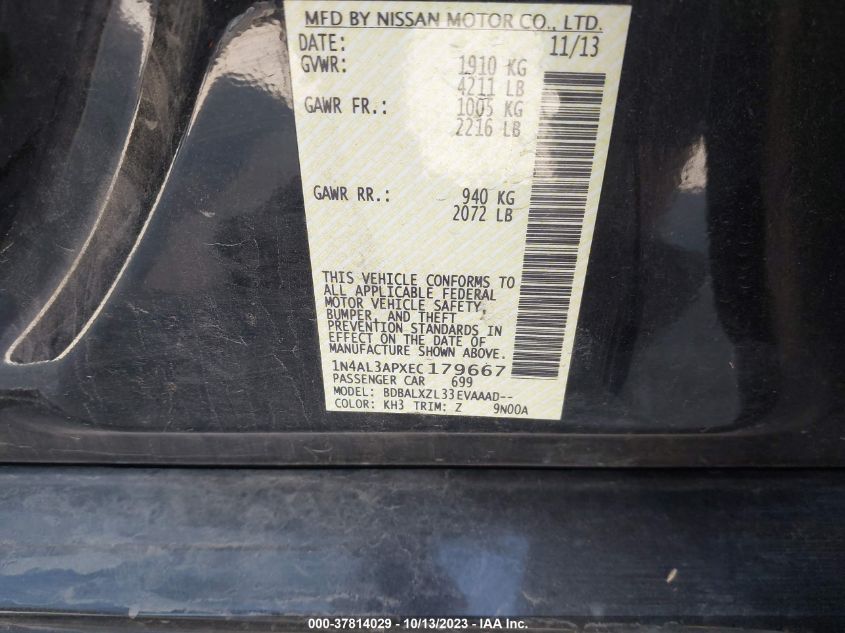 MFD BY NISSAN MOTOR CO., LTD.
DATE: 11/13
GVWR: 1910 KG
4211 LB
GAWR FR.: 1005 KG
2216 LB
GAWR RR.: 940 KG
2072 LB
THIS VEHICLE CONFORMS TO
ALL APPLICABLE FEDERAL
MOTOR VEHICLE SAFETY,
BUMPER, AND THEFT
PREVENTION STANDARDS IN
EFFECT ON THE DATE OF
MANUFACTURE SHOWN ABOVE.
1N4AL3APXEC179667
PASSENGER CAR 699
MODEL: BDBALXZL33EVAAAD--
COLOR: KH3 TRIM: Z 9N00A
000-37814029 - 10/13/2023 - IAA Inc.